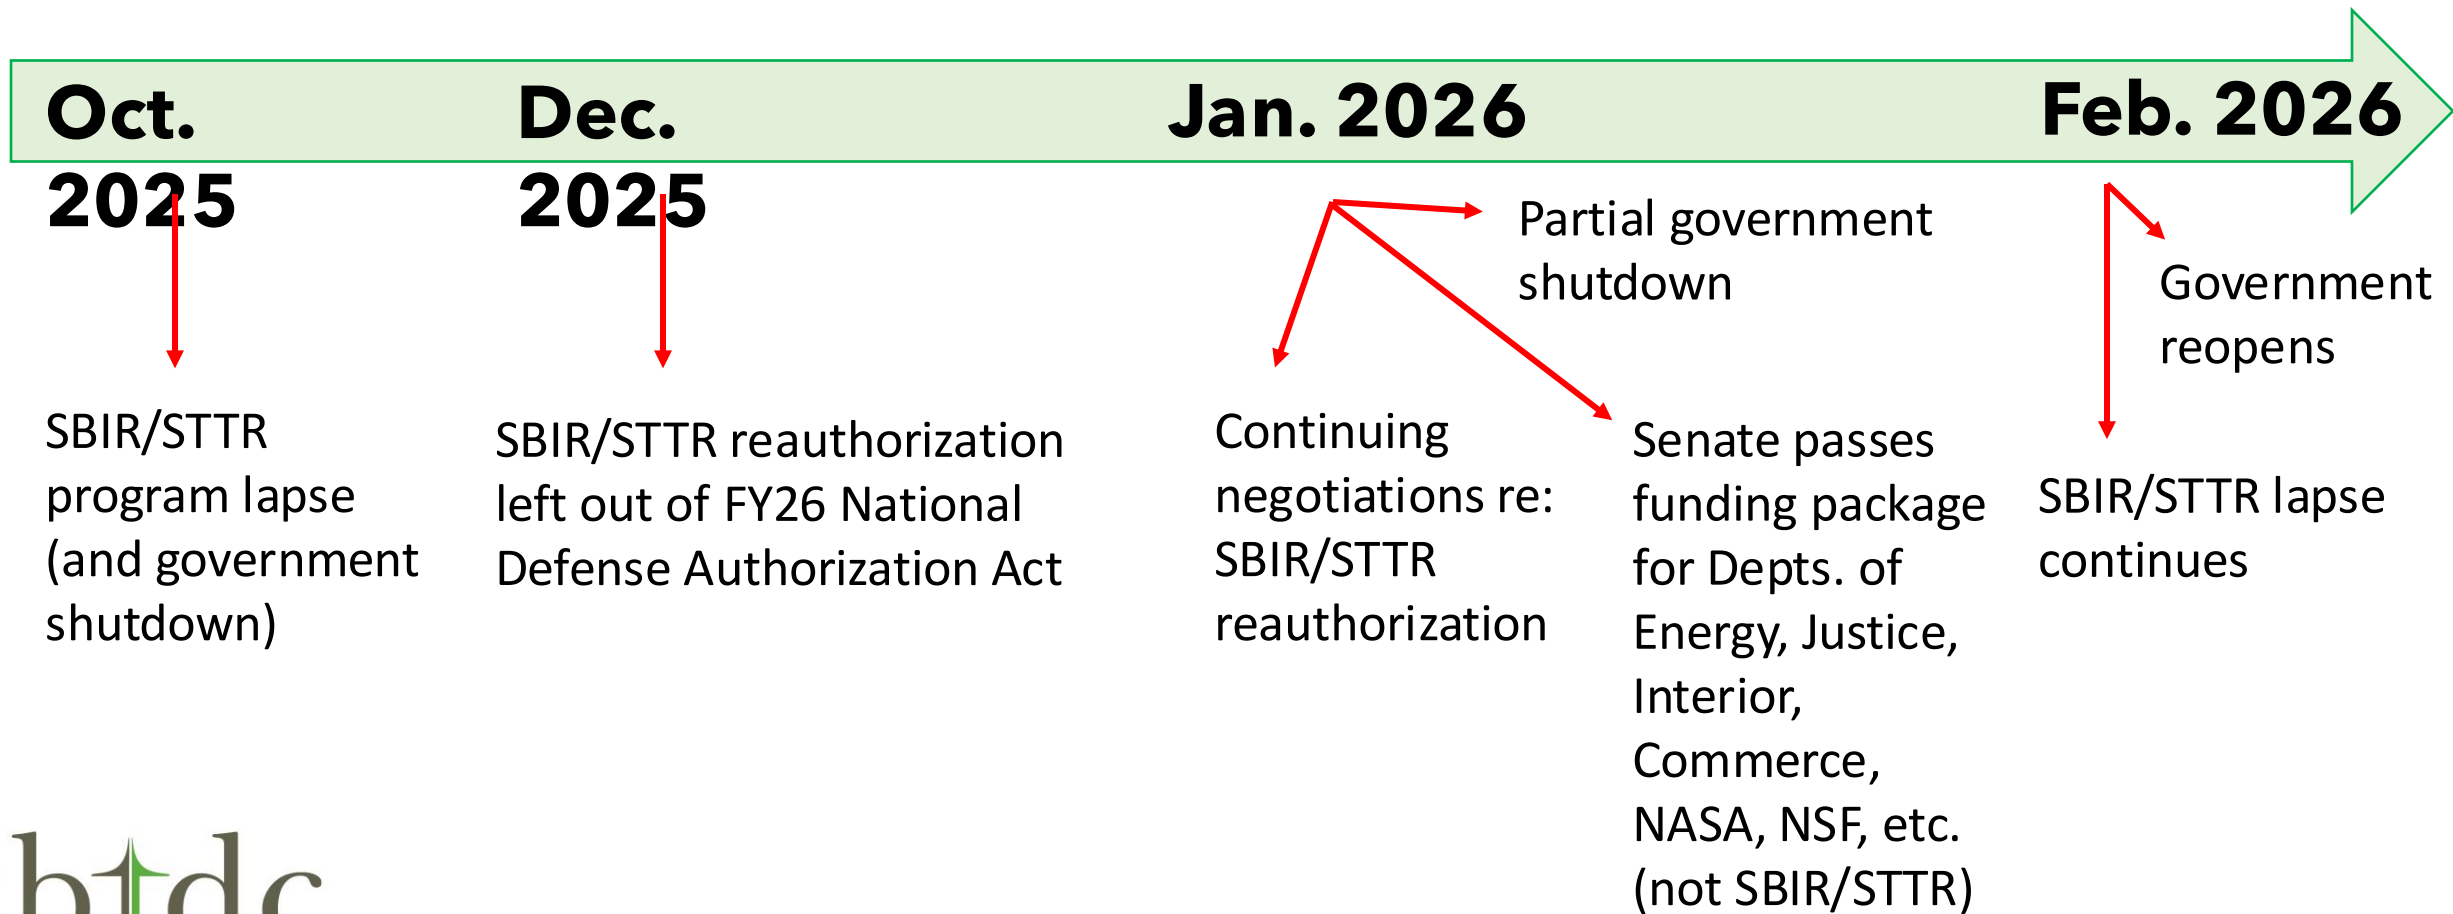 Oct.
2025
Dec.
2025
Jan. 2026
Feb. 2026
SBIR/STTR
program lapse
(and government
shutdown)
SBIR/STTR reauthorization
left out of FY26 National
Defense Authorization Act
Continuing
negotiations re:
SBIR/STTR
reauthorization
Partial government
shutdown
Senate passes
funding package
for Depts. of
Energy, Justice,
Interior,
Commerce,
NASA, NSF, etc.
(not SBIR/STTR)
Government
reopens
SBIR/STTR lapse
continues
btdc